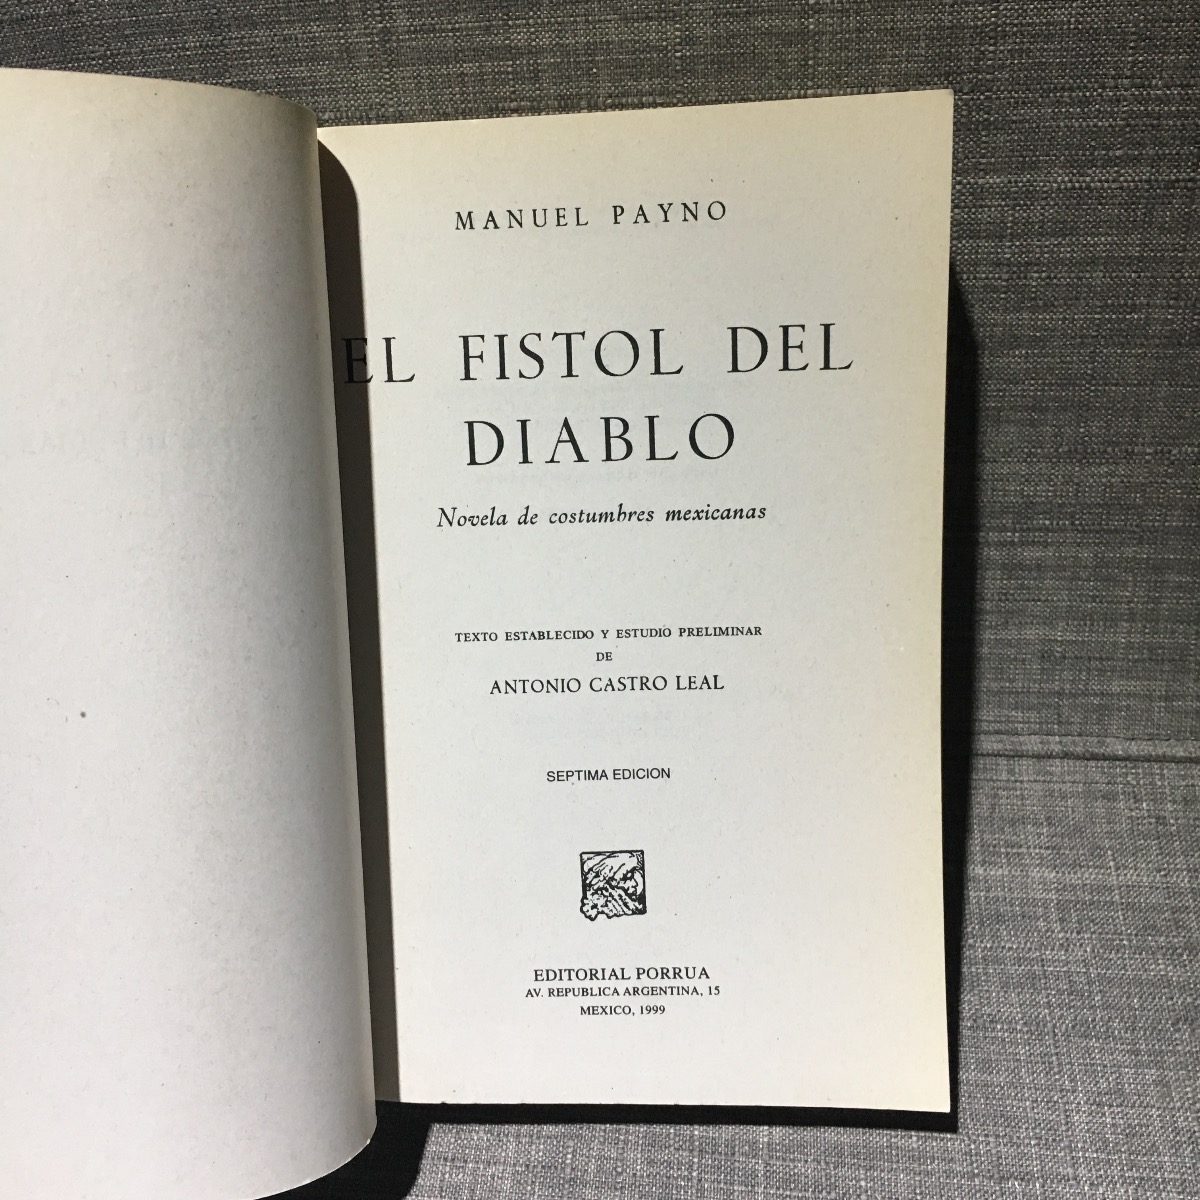 MANUEL PAYNO
EL FISTOL DEL
DIABLO
Novela de costumbres mexicanas
TEXTO ESTABLECIDO Y ESTUDIO PRELIMINAR
DE
ANTONIO CASTRO LEAL
SEPTIMA EDICION
EDITORIAL PORRUA
AV. REPUBLICA ARGENTINA, 15
MEXICO, 1999